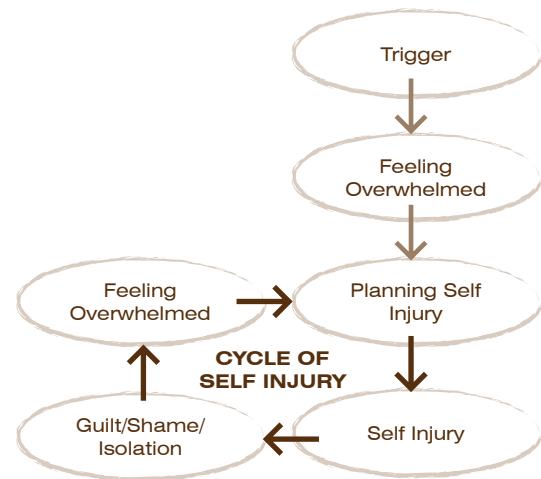 Trigger
Feeling
Overwhelmed
Feeling
Overwhelmed
Planning Self
Injury
CYCLE OF
SELF INJURY
Guilt/Shame/
Isolation
Self Injury